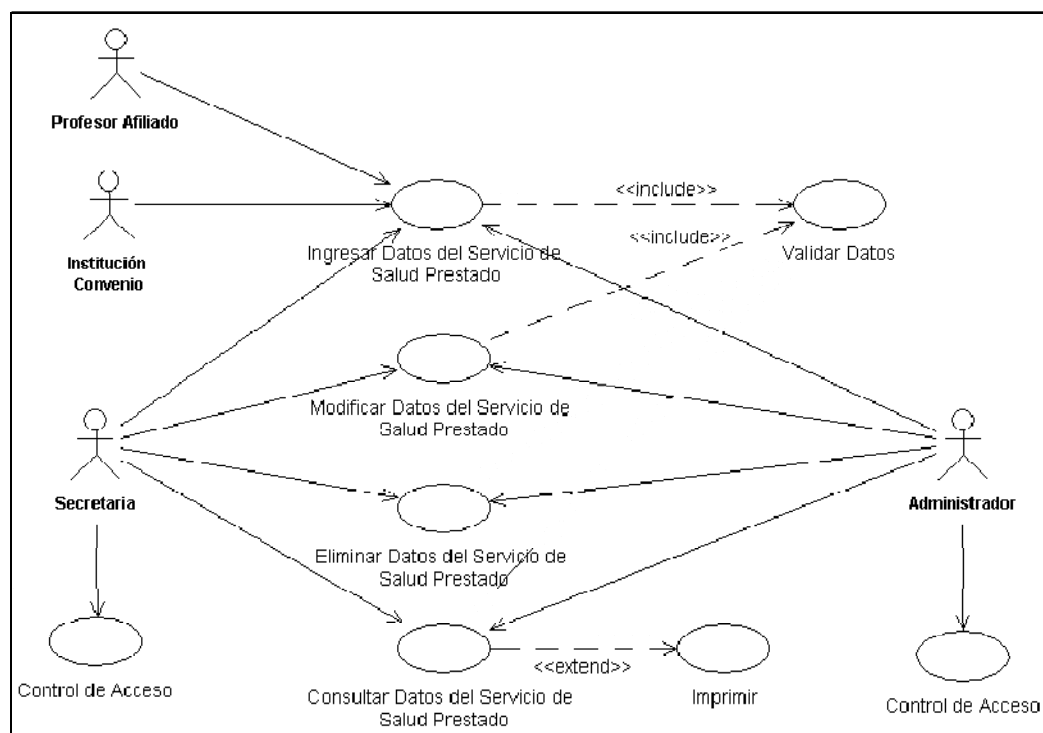 Profesor Afiliado
<<include>>
<<include>>
Institución
Convenio
Ingresar Datos del Servicio de
Salud Prestado
Validar Datos
Modificar Datos del Servicio de
Salud Prestado
Secretaria
Administrador
Eliminar Datos del Servicio de
Salud Prestado
Control de Acceso
<<extend>>
Consultar Datos del Servicio de
Salud Prestado
Imprimir
Control de Acceso